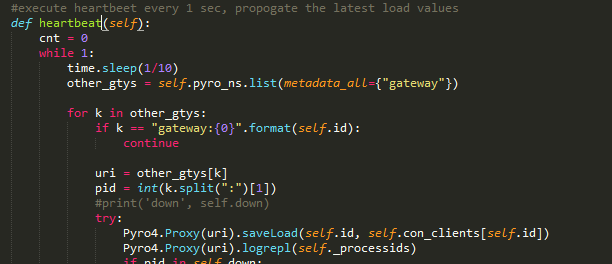 #execute heartbeet every 1 sec, propogate the latest load values
def heartbeat(self):
    cnt = 0
    while 1:
        time.sleep(1/10)
        other_gtys = self.pyro_ns.list(metadata_all={"gateway"})

        for k in other_gtys:
            if k == "gateway:{0}".format(self.id):
                continue

            uri = other_gtys[k]
            pid = int(k.split(":")[1])
            #print('down', self.down)
            try:
                Pyro4.Proxy(uri).saveLoad(self.id, self.con_clients[self.id])
                Pyro4.Proxy(uri).logrepl(self._processids)
                if pid in self.down: